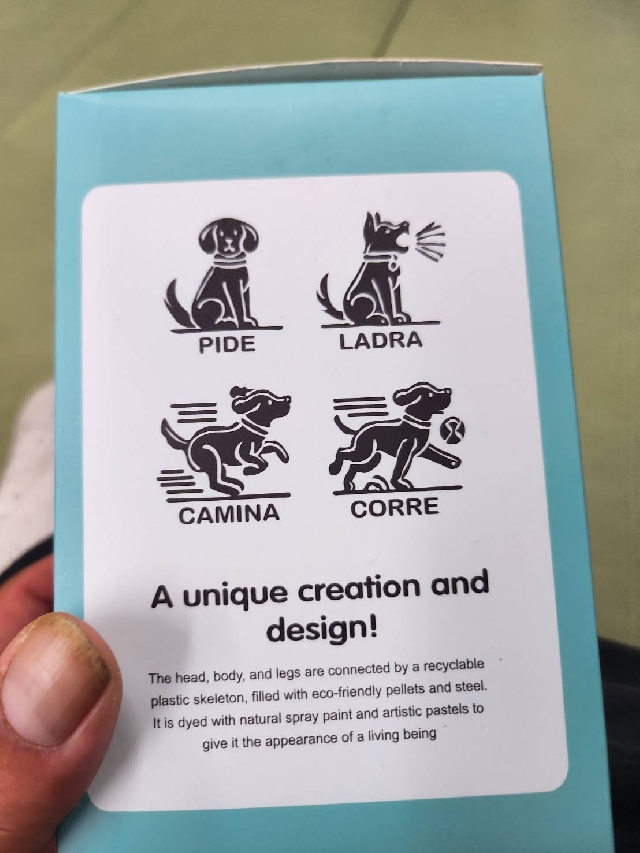 PIDE
LADRA
CAMINA
CORRE
A unique creation and
design!
The head, body, and legs are connected by a recyclable
plastic skeleton, filled with eco-friendly pellets and steel.
It is dyed with natural spray paint and artistic pastels to
give it the appearance of a living being